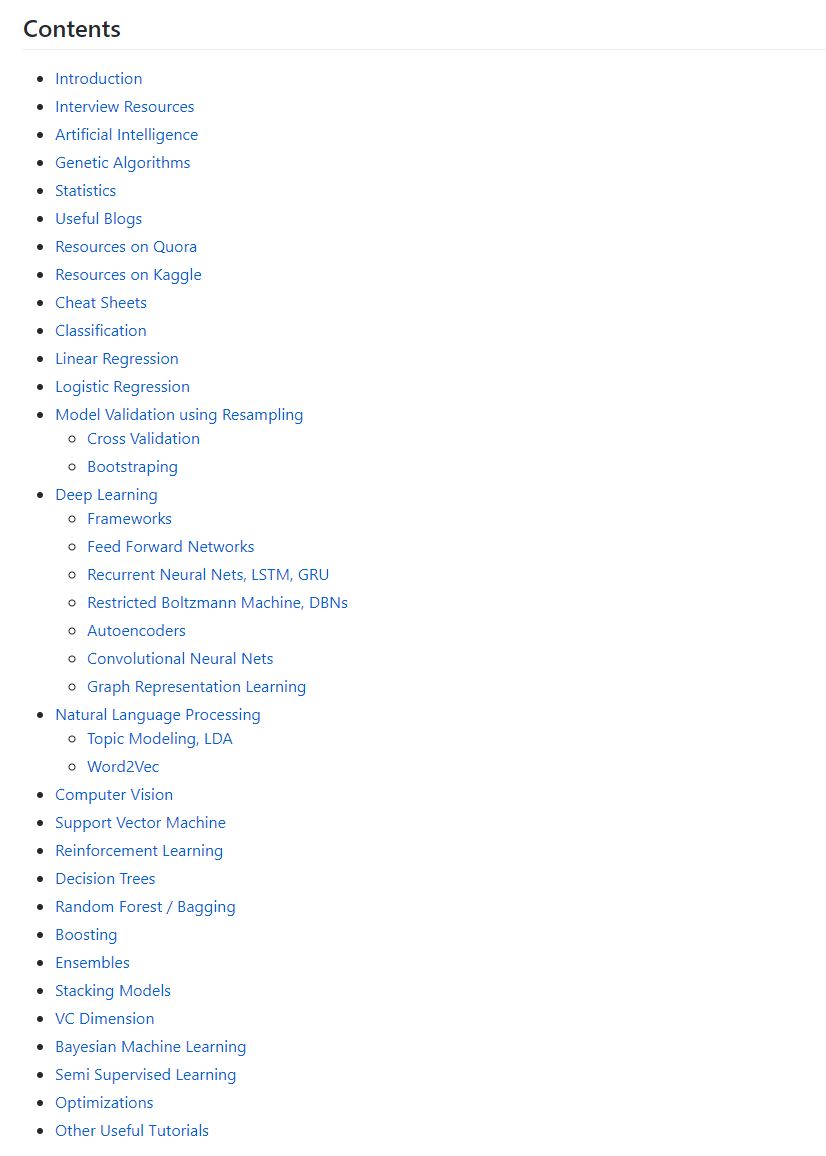 Contents
Introduction
Interview Resources
Artificial Intelligence
Genetic Algorithms
Statistics
Useful Blogs
Resources on Quora
Resources on Kaggle
Cheat Sheets
Classification
Linear Regression
Logistic Regression
Model Validation using Resampling
Cross Validation
Bootstraping
Deep Learning
Frameworks
Feed Forward Networks
Recurrent Neural Nets, LSTM, GRU
Restricted Boltzmann Machine, DBNs
Autoencoders
Convolutional Neural Nets
Graph Representation Learning
Natural Language Processing
Topic Modeling, LDA
Word2Vec
Computer Vision
Support Vector Machine
Reinforcement Learning
Decision Trees
Random Forest / Bagging
Boosting
Ensembles
Stacking Models
VC Dimension
Bayesian Machine Learning
Semi Supervised Learning
Optimizations
Other Useful Tutorials